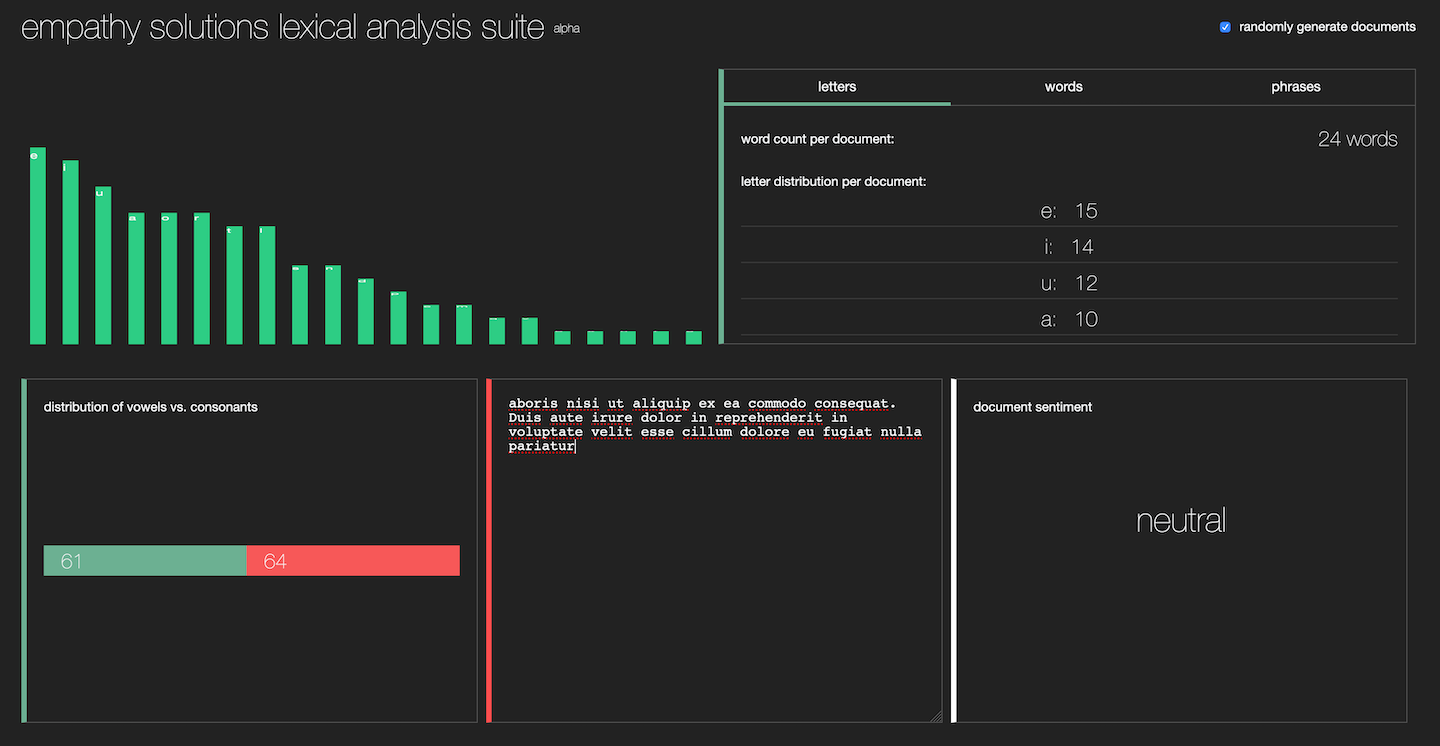 empathy solutions lexical analysis suite alpha
randomly generate documents
e
i
u
a
o
r
t
l
letters words phrases
word count per document: 24 words
letter distribution per document:
e: 15
i: 14
u: 12
a: 10
distribution of vowels vs. consonants
61 64
aboris nisi ut aliquip ex ea commodo consequat.
Duis aute irure dolor in reprehenderit in
voluptate velit esse cillum dolore eu fugiat nulla
pariatur
document sentiment
neutral